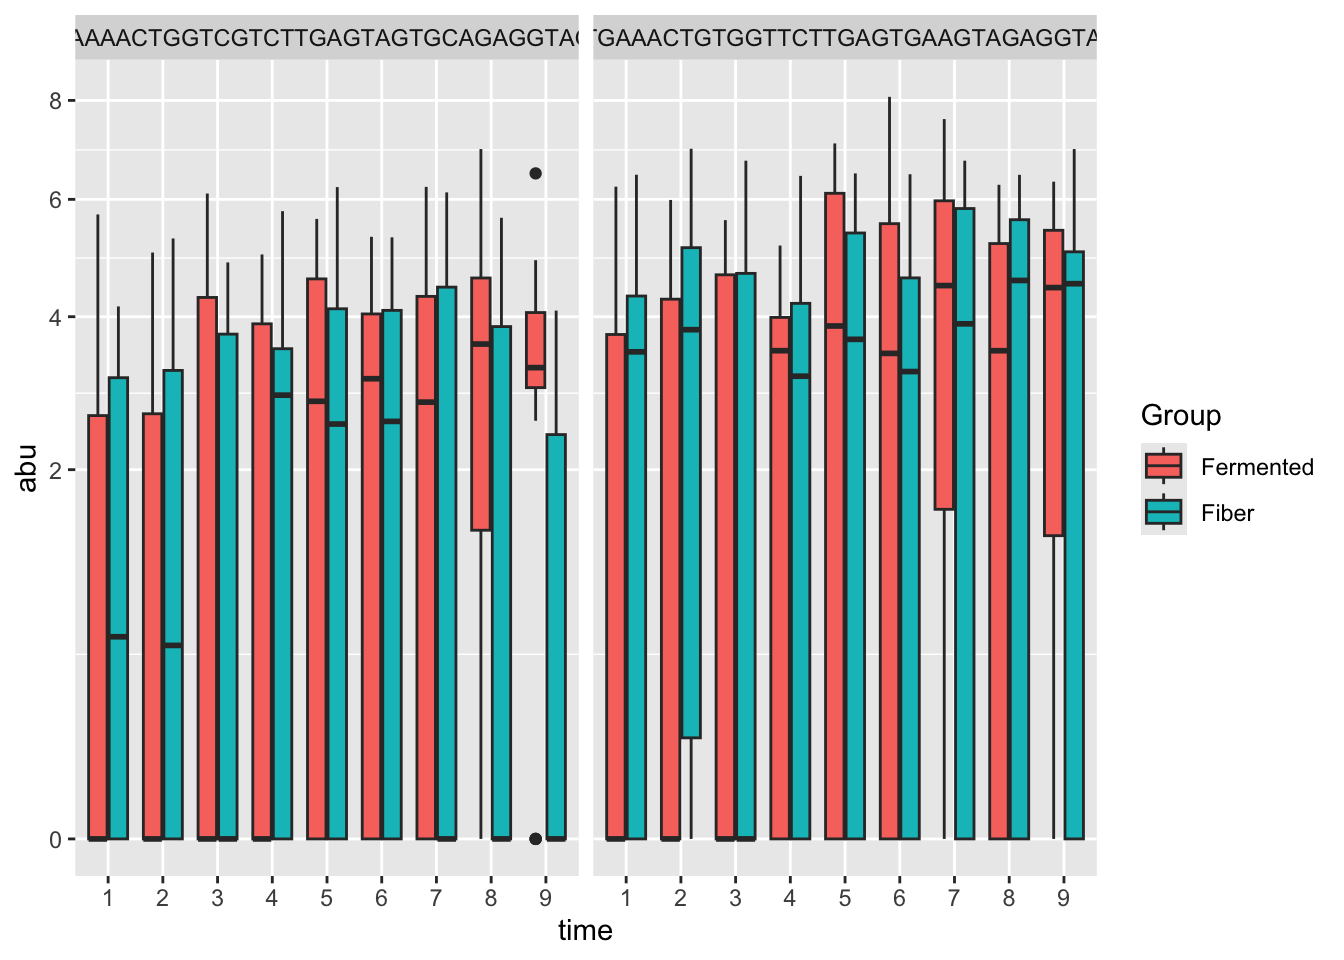 AAAACTGGTCGTCTTGAGTAGTGCAGAGGTAG
TGAAACTGTGGTTCTTGAGTGAAGTAGAGGTA
8
6
4
2
0
abu
1 2 3 4 5 6 7 8 9
1 2 3 4 5 6 7 8 9
time
Group
Fermented
Fiber